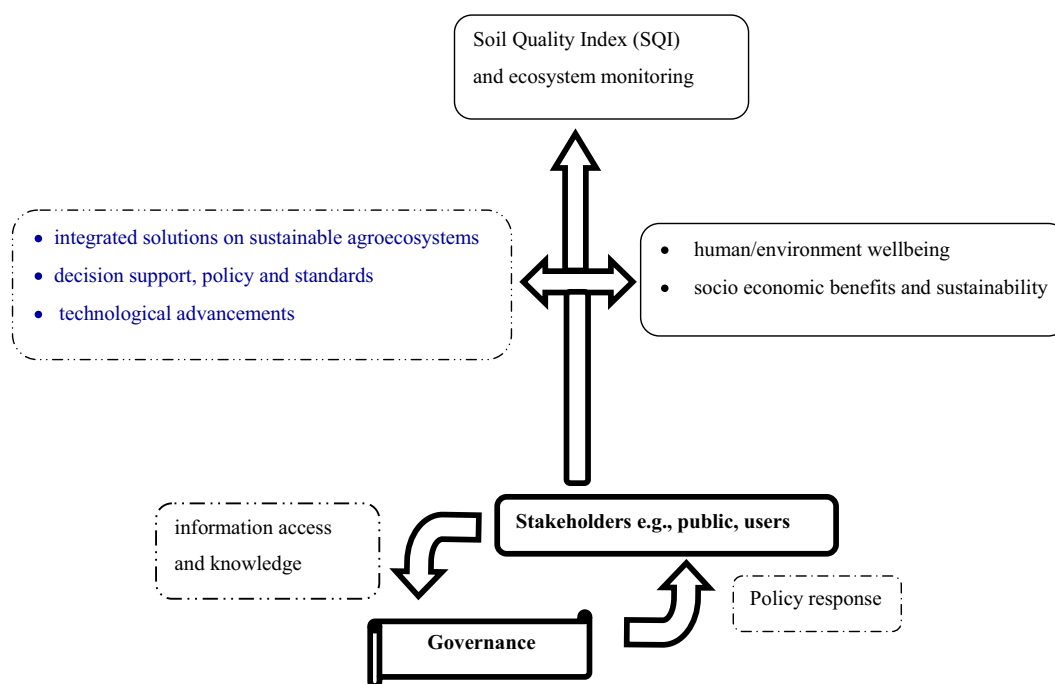 Soil Quality Index (SQI)
and ecosystem monitoring
• integrated solutions on sustainable agroecosystems
• decision support, policy and standards
• technological advancements
• human/environment wellbeing
• socio economic benefits and sustainability
Stakeholders e.g., public, users
information access
and knowledge
Policy response
Governance